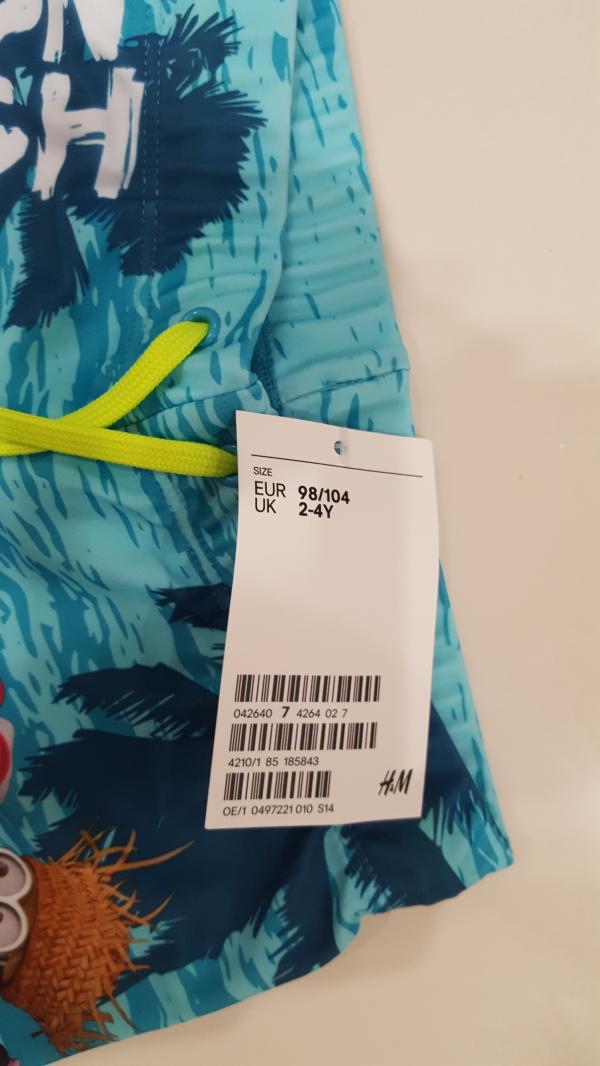 CH
SIZE
EUR 98/104
UK 2-4Y
042640 7 4264 02 7
4210/1 85 185843
H&M
OE/1 0497221 010 S14